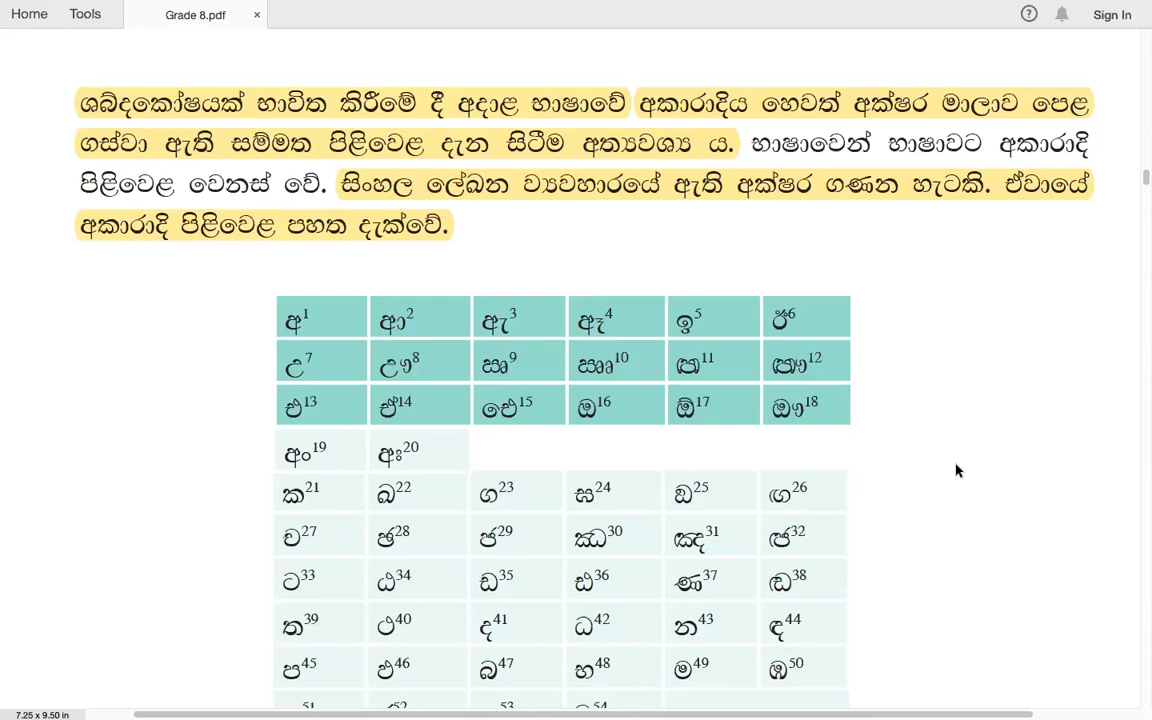 Home Tools Grade 8.pdf × Sign In
ශබ්දකෝෂයක් භාවිත කිරීමේ දී අදාළ භාෂාවේ අකාරාදිය හෙවත් අක්ෂර මාලාව පෙළ
ගස්වා ඇති සම්මත පිළිවෙළ දැන සිටීම අත්‍යවශ්‍ය ය. භාෂාවෙන් භාෂාවට අකාරාදි
පිළිවෙළ වෙනස් වේ. සිංහල ලේඛන ව්‍යවහාරයේ ඇති අක්ෂර ගණන හැටකි. ඒවායේ
අකාරාදි පිළිවෙළ පහත දැක්වේ.
අ1 ආ2 ඇ3 ඈ4 ඉ5 ඊ6
උ7 ඌ8 ඍ9 ඎ10 ඏ11 ඐ12
එ13 ඒ14 ඓ15 ඔ16 ඕ17 ඖ18
අං19 අඃ20
ක21 ඛ22 ග23 ඝ24 ඞ25 ඟ26
ච27 ඡ28 ජ29 ඣ30 ඤ31 ඦ32
ට33 ඨ34 ඩ35 ඪ36 ණ37 ඬ38
ත39 ථ40 ද41 ධ42 න43 ඳ44
ප45 ඵ46 බ47 භ48 ම49 ඹ50
51 52 53 54
7.25 x 9.50 in